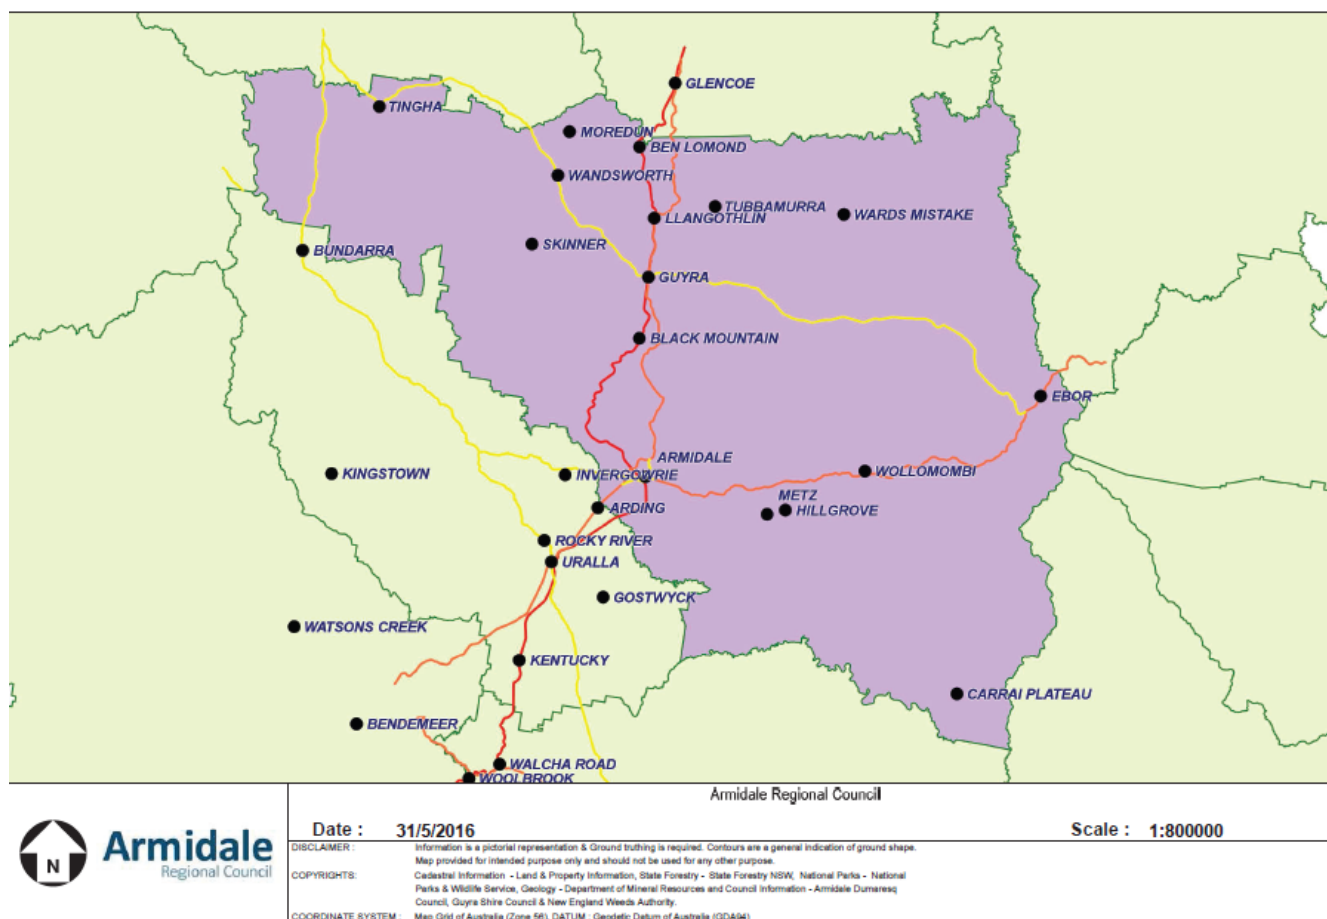 GLENCOE
TINGHA
MOREDUN
BEN LOMOND
WANDSWORTH
TUBBAMURRA
LLANGOTHLIN
WARDS MISTAKE
SKINNER
BUNDARRA
GUYRA
BLACK MOUNTAIN
EBOR
ARMIDALE
KINGSTOWN
INVERGOWRIE
WOLLOMOMBI
METZ
ARDING
HILLGROVE
ROCKY RIVER
URALLA
GOSTWYCK
WATSONS CREEK
KENTUCKY
CARRAI PLATEAU
BENDEMEER
WALCHA ROAD
WOOLBROOK
Armidale Regional Council
N
Armidale
Regional Council
Date : 31/5/2016 Scale : 1:800000
DISCLAIMER : Information is a pictorial representation & Ground truthing is required. Contours are a general indication of ground shape.
Map provided for intended purpose only and should not be used for any other purpose.
COPYRIGHTS: Cadastral Information - Land & Property Information, State Forestry - State Forestry NSW, National Parks - National
Parks & Wildlife Service, Geology - Department of Mineral Resources and Council Information - Armidale Dumaresq
Council, Guyra Shire Council & New England Weeds Authority.
COORDINATE SYSTEM : Map Grid of Australia (Zone 56), DATUM : Geodetic Datum of Australia (GDA94)